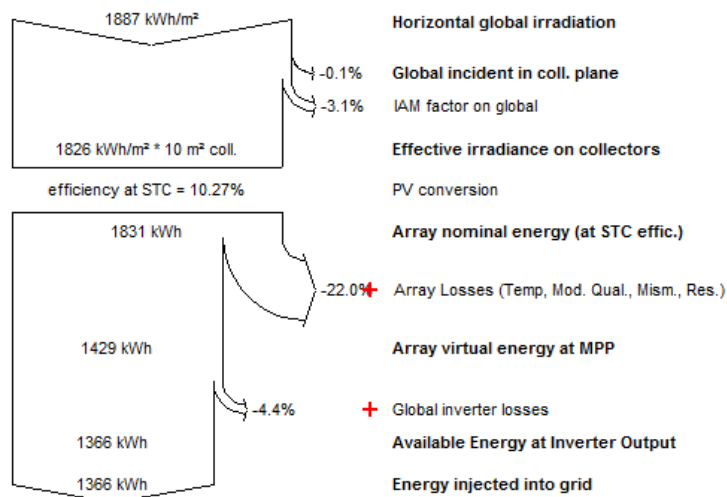 1887 kWh/m² Horizontal global irradiation
-0.1% Global incident in coll. plane
-3.1% IAM factor on global
1826 kWh/m² * 10 m² coll. Effective irradiance on collectors
efficiency at STC = 10.27% PV conversion
1831 kWh Array nominal energy (at STC effic.)
-22.0% + Array Losses (Temp, Mod. Qual., Mism., Res.)
1429 kWh Array virtual energy at MPP
-4.4% + Global inverter losses
1366 kWh Available Energy at Inverter Output
1366 kWh Energy injected into grid